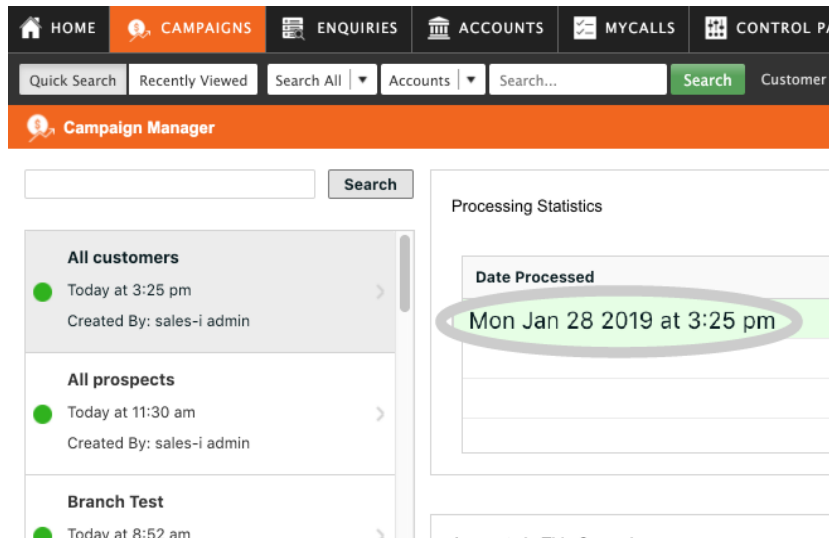 HOME CAMPAIGNS ENQUIRIES ACCOUNTS MYCALLS CONTROL
Quick Search Recently Viewed Search All Accounts Search... Search Customer
Campaign Manager
Search
Processing Statistics
All customers
Today at 3:25 pm
Created By: sales-i admin
Date Processed
Mon Jan 28 2019 at 3:25 pm
All prospects
Today at 11:30 am
Created By: sales-i admin
Branch Test
Today at 8:52 am